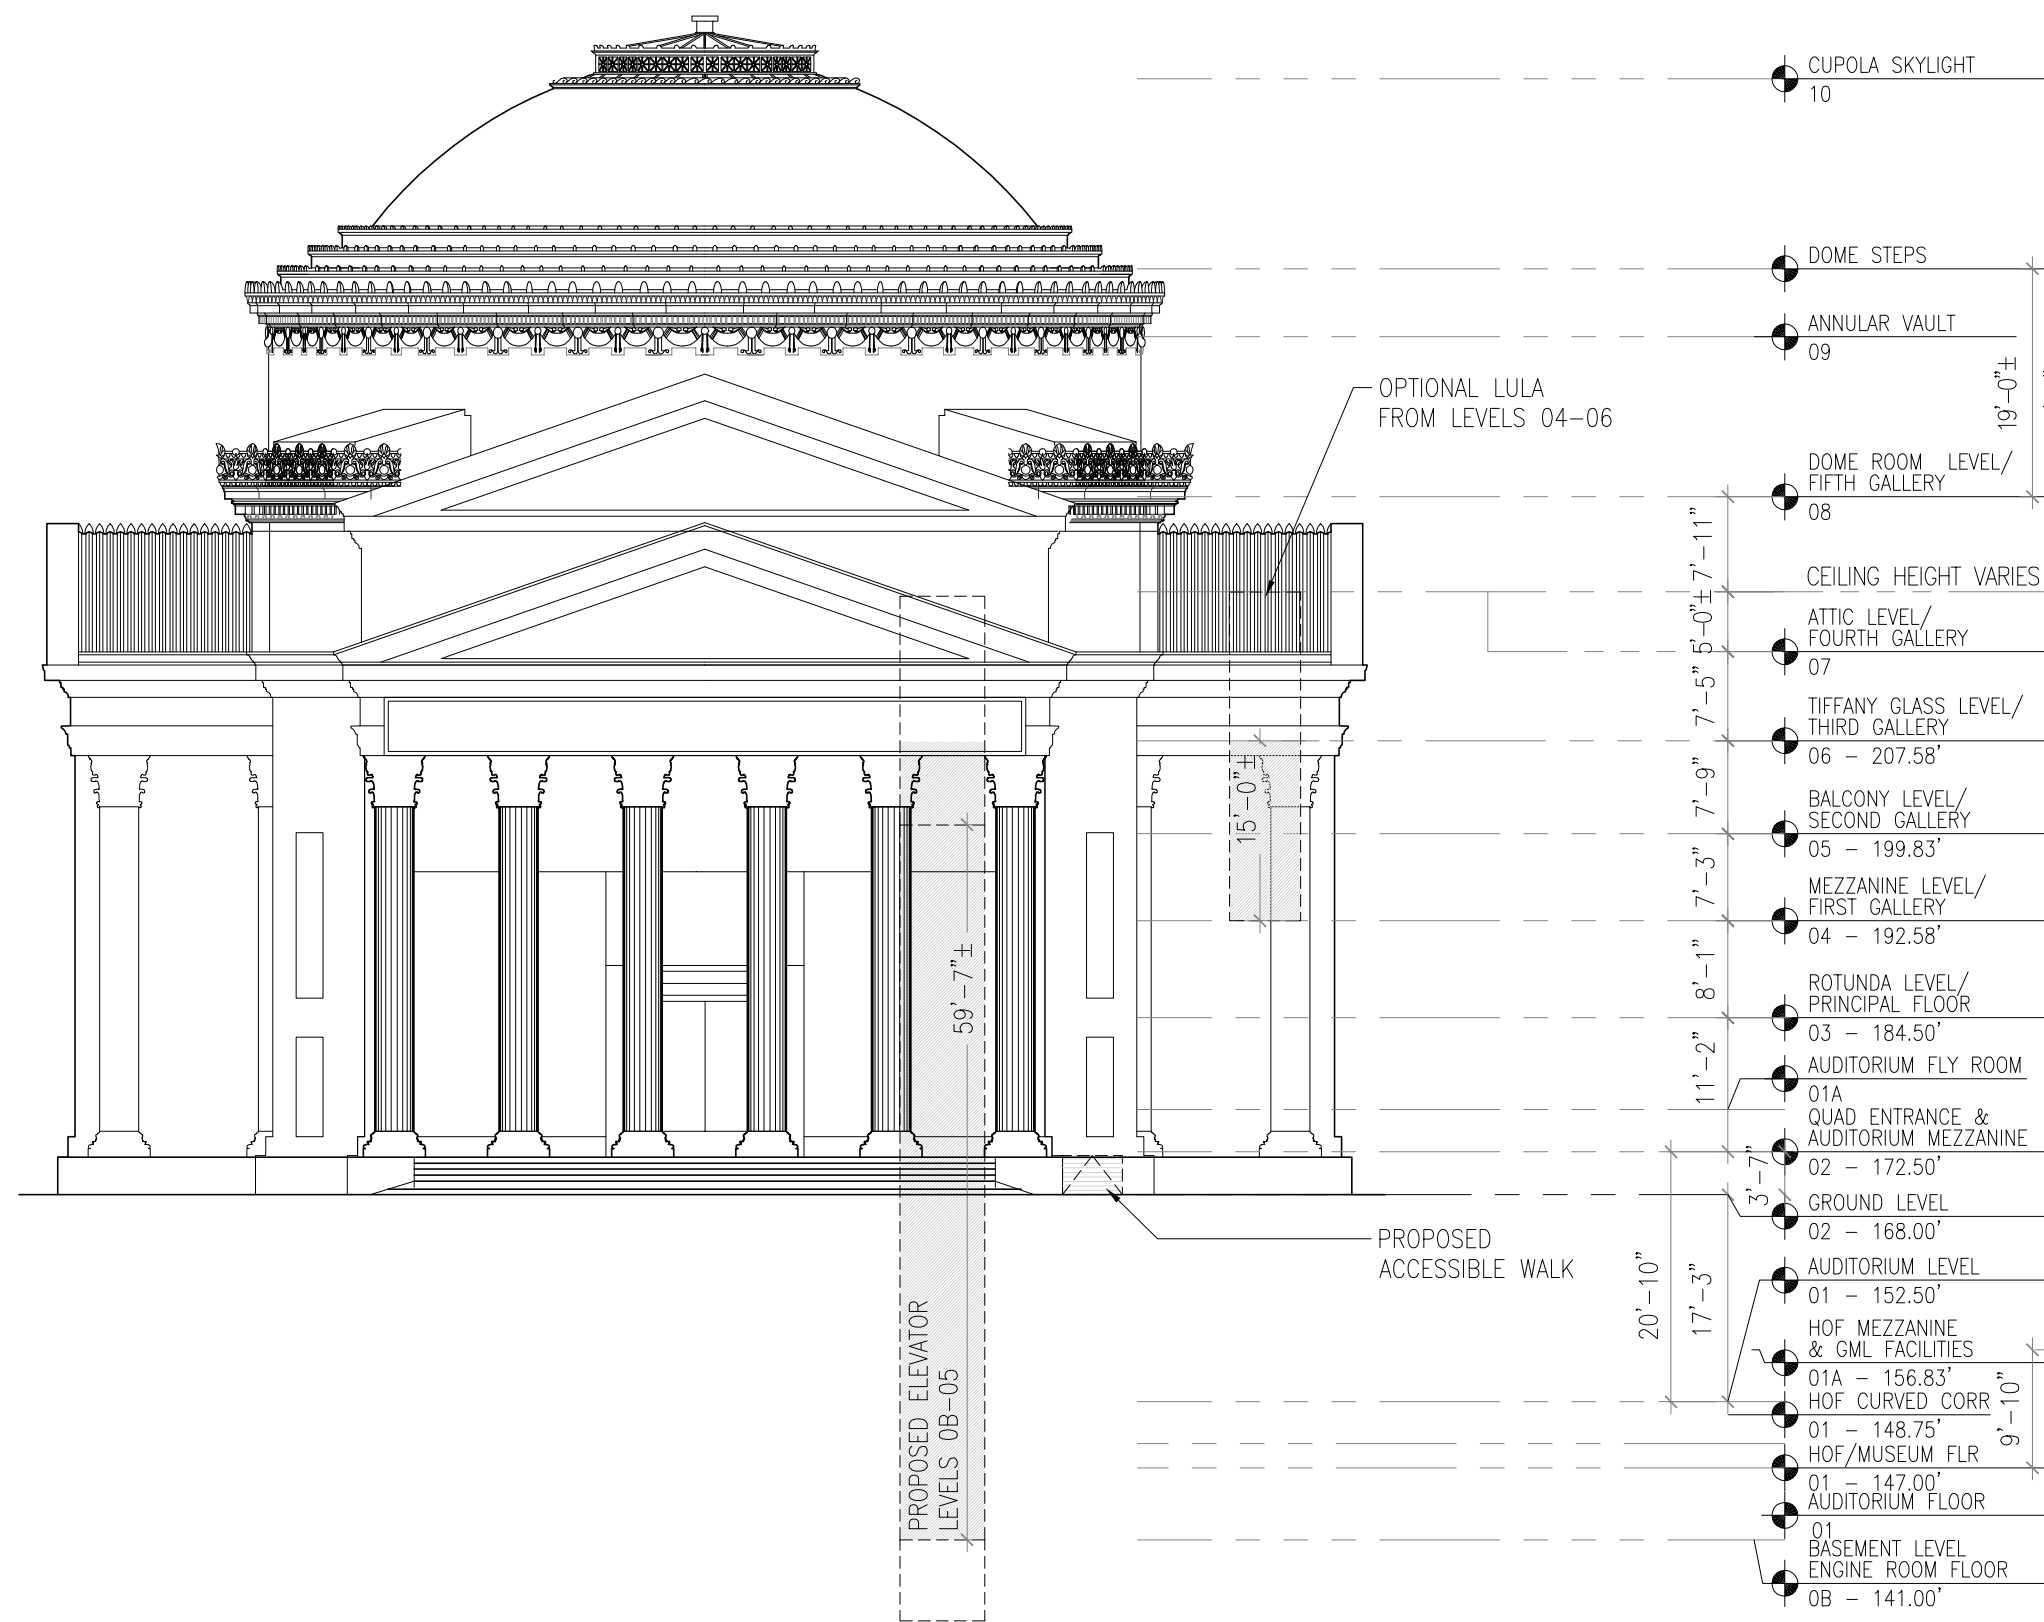 CUPOLA SKYLIGHT
10
DOME STEPS
ANNULAR VAULT
09
19'-0"±
OPTIONAL LULA
FROM LEVELS 04-06
DOME ROOM LEVEL/
FIFTH GALLERY
08
7'-11"
CEILING HEIGHT VARIES
5'-0"±
ATTIC LEVEL/
FOURTH GALLERY
07
7'-5"
TIFFANY GLASS LEVEL/
THIRD GALLERY
06 - 207.58'
15'-0"±
7'-9"
BALCONY LEVEL/
SECOND GALLERY
05 - 199.83'
7'-3"
MEZZANINE LEVEL/
FIRST GALLERY
04 - 192.58'
59'-7"±
8'-1"
ROTUNDA LEVEL/
PRINCIPAL FLOOR
03 - 184.50'
11'-2"
AUDITORIUM FLY ROOM
01A
QUAD ENTRANCE &
AUDITORIUM MEZZANINE
02 - 172.50'
3'-7"
GROUND LEVEL
02 - 168.00'
PROPOSED
ACCESSIBLE WALK
20'-10"
17'-3"
AUDITORIUM LEVEL
01 - 152.50'
HOF MEZZANINE
& GML FACILITIES
01A - 156.83'
PROPOSED ELEVATOR
LEVELS 0B-05
HOF CURVED CORR
01 - 148.75'
9'-10"
HOF/MUSEUM FLR
01 - 147.00'
AUDITORIUM FLOOR
01
BASEMENT LEVEL
ENGINE ROOM FLOOR
0B - 141.00'